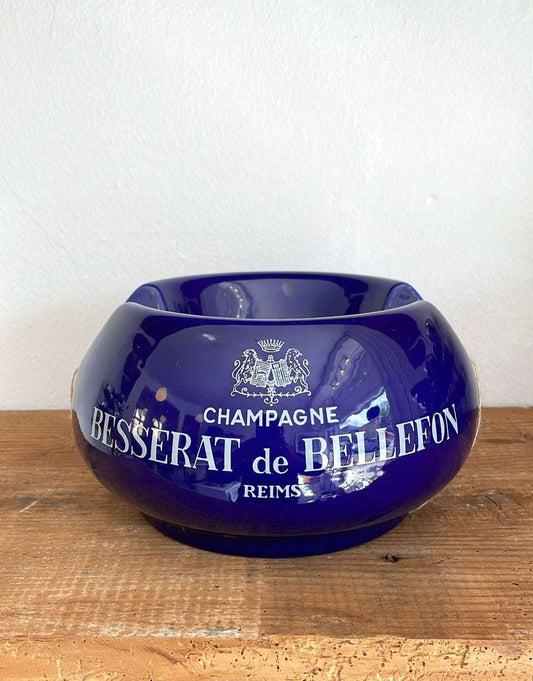 CHAMPAGNE
BESSERAT de BELLEFON
REIMS